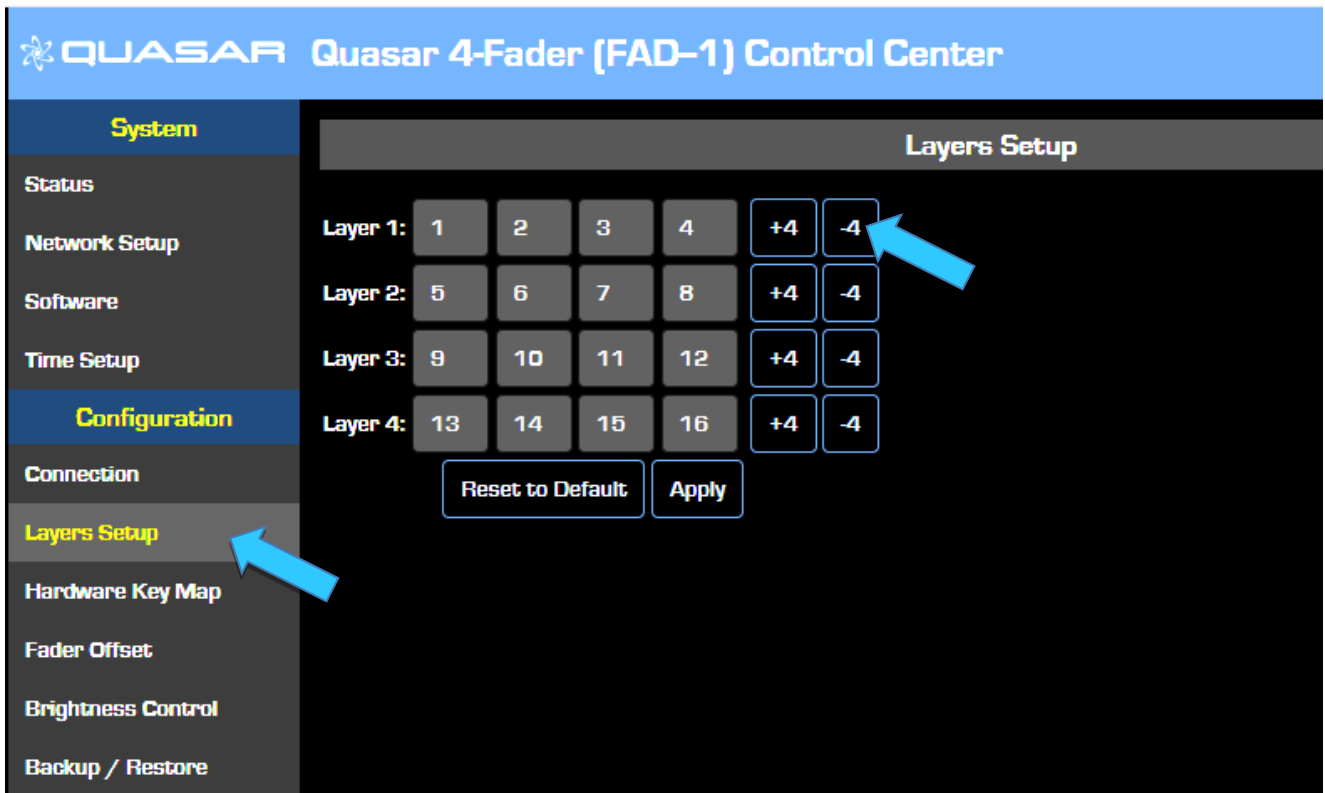 QUASAR Quasar 4-Fader (FAD–1) Control Center
System
Status
Network Setup
Software
Time Setup
Configuration
Connection
Layers Setup
Hardware Key Map
Fader Offset
Brightness Control
Backup / Restore
Layers Setup
Layer 1: 1 2 3 4 +4 -4
Layer 2: 5 6 7 8 +4 -4
Layer 3: 9 10 11 12 +4 -4
Layer 4: 13 14 15 16 +4 -4
Reset to Default Apply